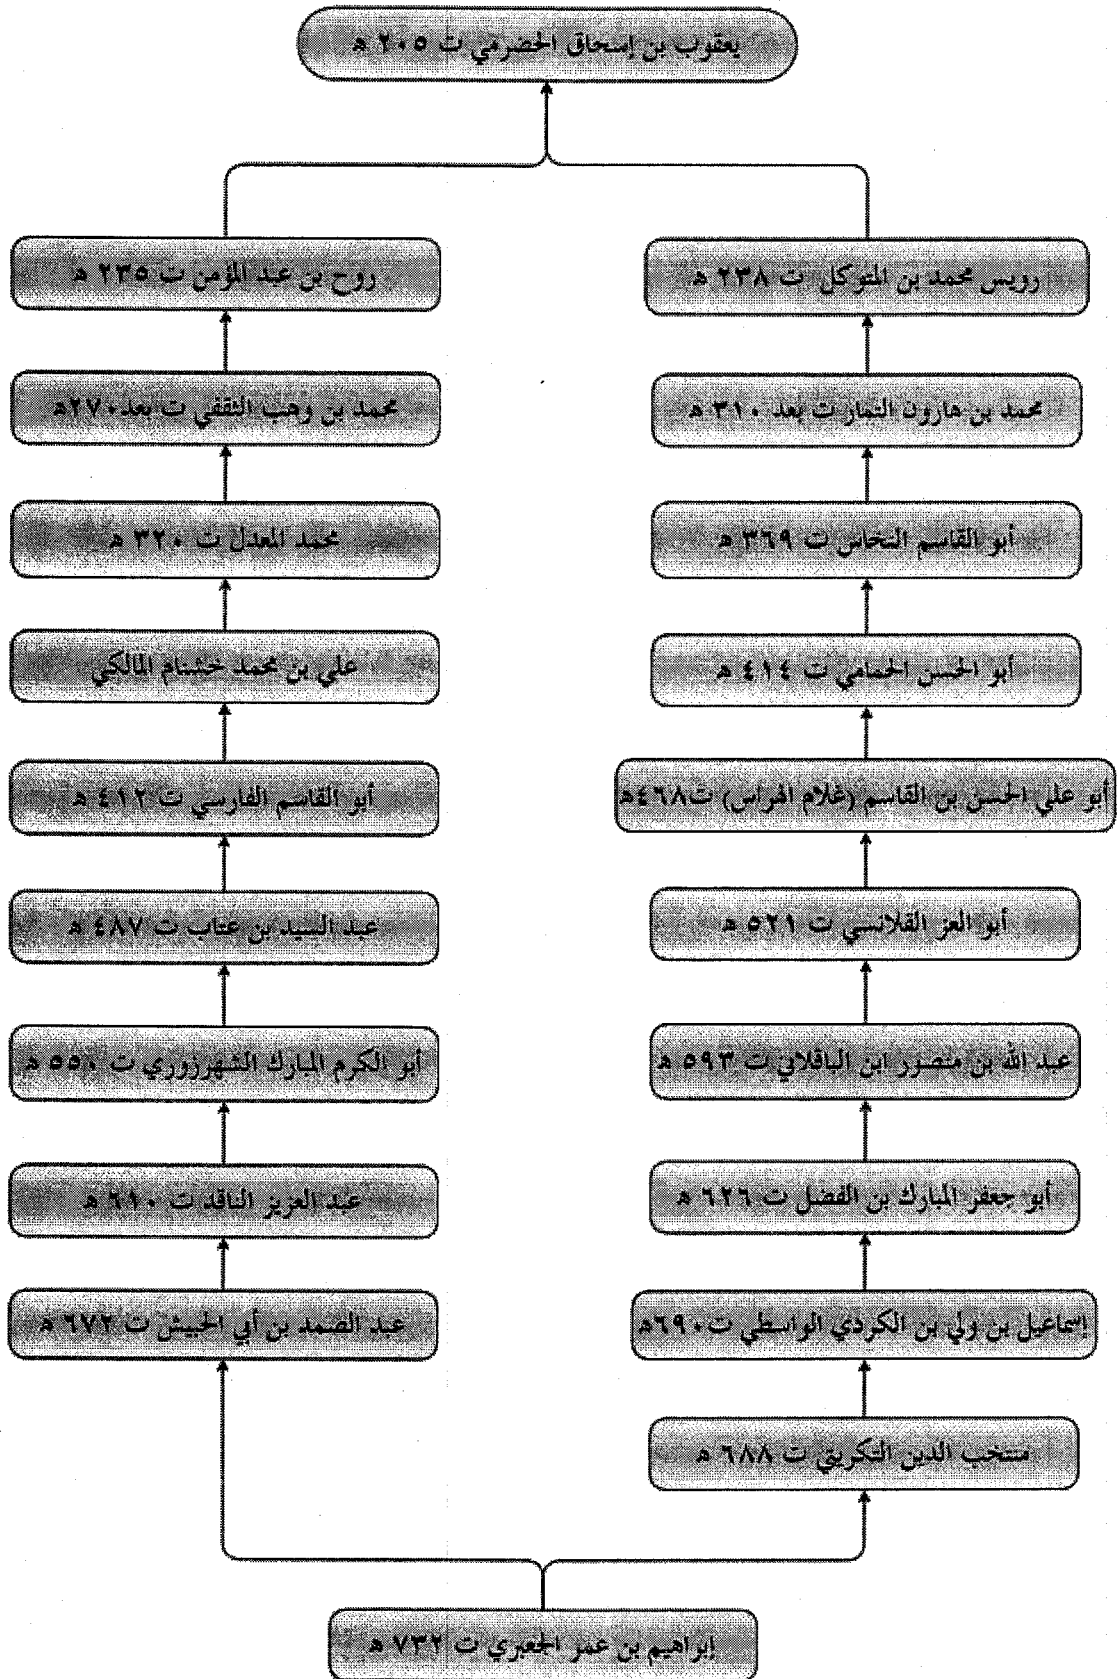 يعقوب بن إسحاق الحضرمي ت ٢٠٥ هـ
رويس محمد بن المتوكل ت ٢٣٨ هـ
محمد بن هارون التمار ت بعد ٣١٠ هـ
أبو القاسم النخاس ت ٣٦٩ هـ
أبو الحسن الحمامي ت ٤١٤ هـ
أبو علي الحسن بن القاسم (غلام الهراس) ت٤٦٨هـ
أبو العز القلانسي ت ٥٢١ هـ
عبد الله بن منصور ابن الباقلاني ت ٥٩٣ هـ
أبو جعفر المبارك بن الفضل ت ٦٢٦ هـ
إسماعيل بن ولي بن الكردي الواسطي ت٦٩٠هـ
منتخب الدين التكريتي ت ٦٨٨ هـ
روح بن عبد المؤمن ت ٢٣٥ هـ
محمد بن وهب الثقفي ت بعد٢٧٠هـ
محمد المعدل ت ٣٢٠ هـ
علي بن محمد خشنام المالكي
أبو القاسم الفارسي ت ٤١٢ هـ
عبد السيد بن عتاب ت ٤٨٧ هـ
أبو الكرم المبارك الشهرزوري ت ٥٥٠ هـ
عبد العزيز الناقد ت ٦١٠ هـ
عبد الصمد بن أبي الجيش ت ٦٧٢ هـ
إبراهيم بن عمر الجعبري ت ٧٣٢ هـ